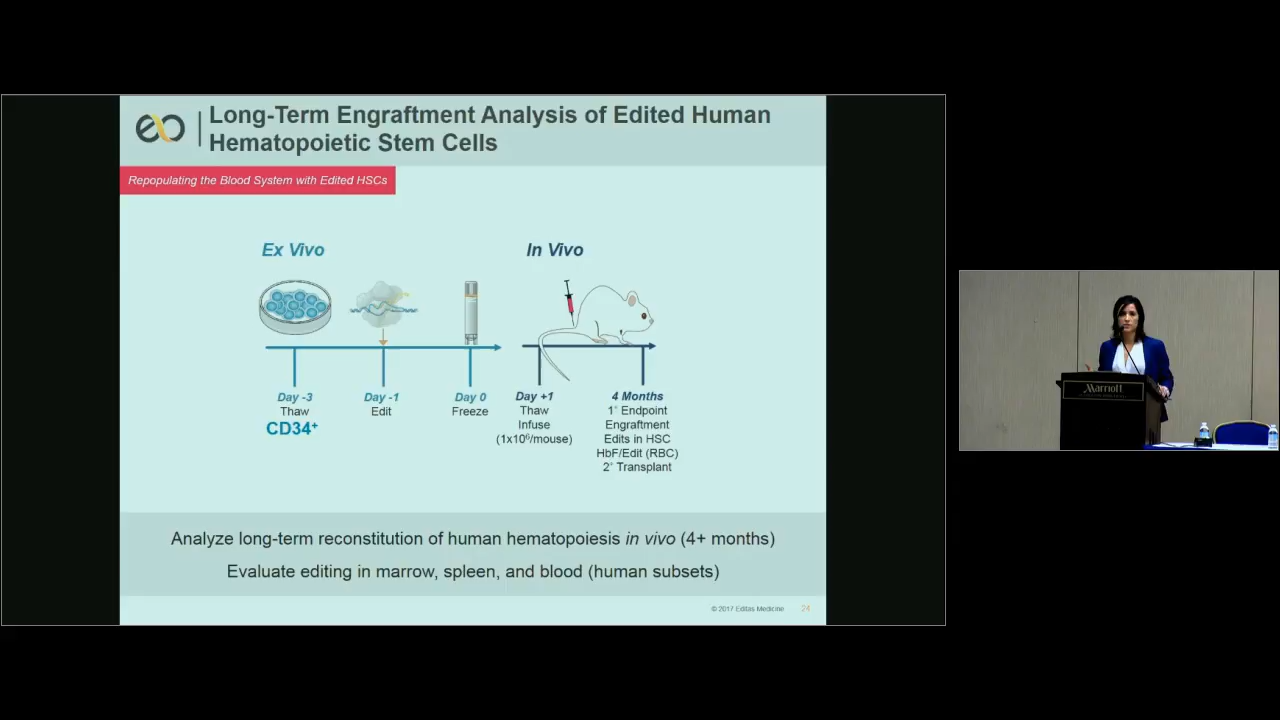 Long-Term Engraftment Analysis of Edited Human
Hematopoietic Stem Cells
Repopulating the Blood System with Edited HSCs
Ex Vivo
In Vivo
Day -3
Thaw
CD34⁺
Day -1
Edit
Day 0
Freeze
Day +1
Thaw
Infuse
(1x10⁶/mouse)
4 Months
1˚ Endpoint
Engraftment
Edits in HSC
HbF/Edit (RBC)
2˚ Transplant
Analyze long-term reconstitution of human hematopoiesis in vivo (4+ months)
Evaluate editing in marrow, spleen, and blood (human subsets)
© 2017 Editas Medicine 24
Marriott